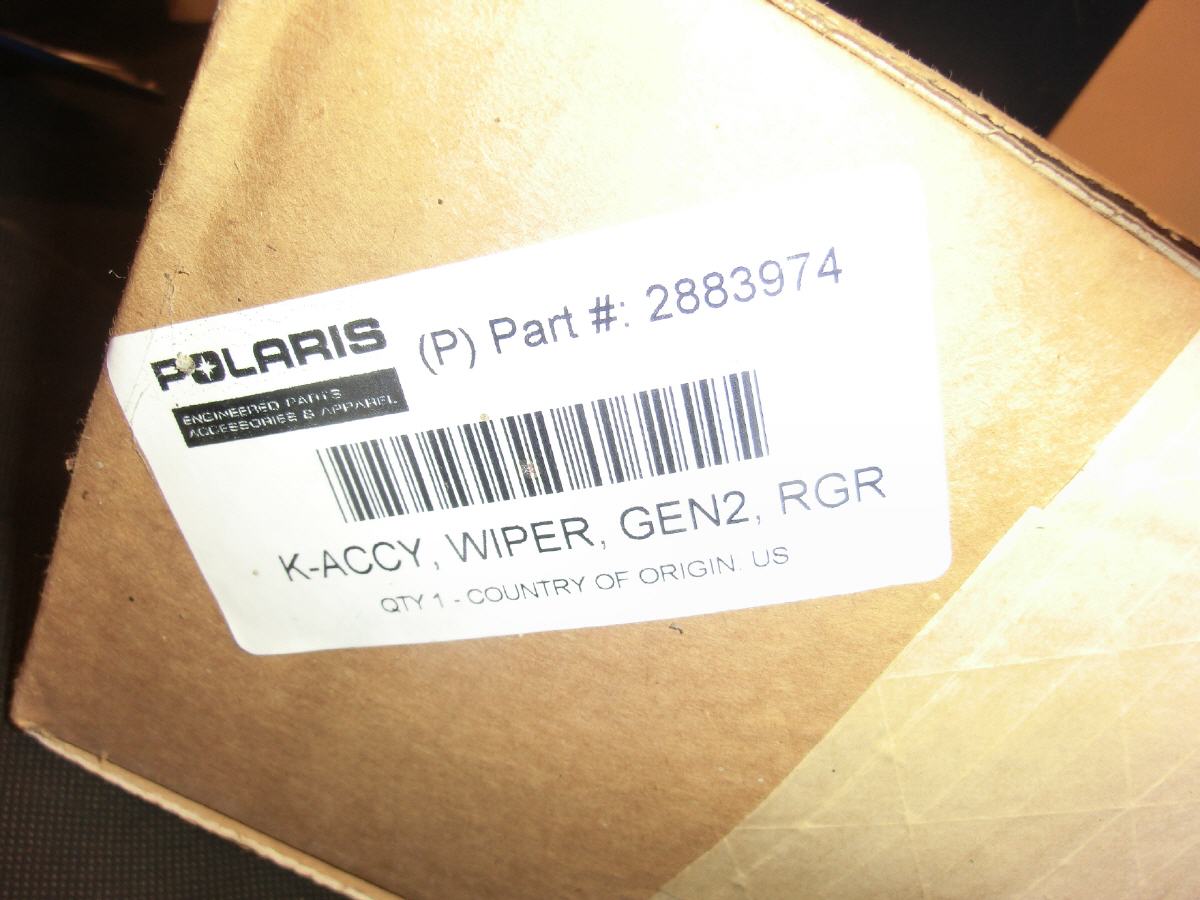 POLARIS
ENGINEERED PARTS
ACCESSORIES & APPAREL
(P) Part #: 2883974
K-ACCY, WIPER, GEN2, RGR
QTY 1 - COUNTRY OF ORIGIN. US